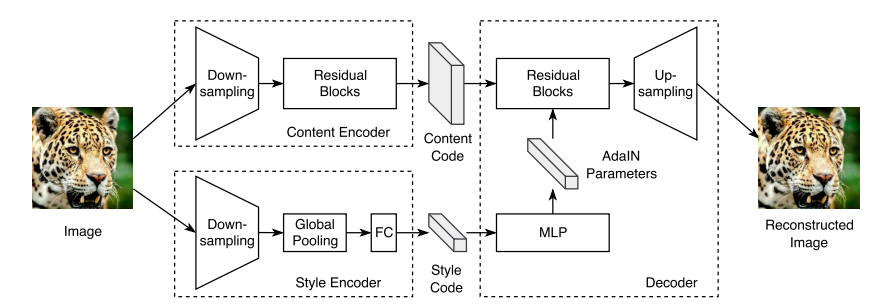 Down-
sampling
Residual
Blocks
Content Encoder
Content
Code
Residual
Blocks
Up-
sampling
AdaIN
Parameters
Image
Down-
sampling
Global
Pooling
FC
Style Encoder
Style
Code
MLP
Decoder
Reconstructed
Image